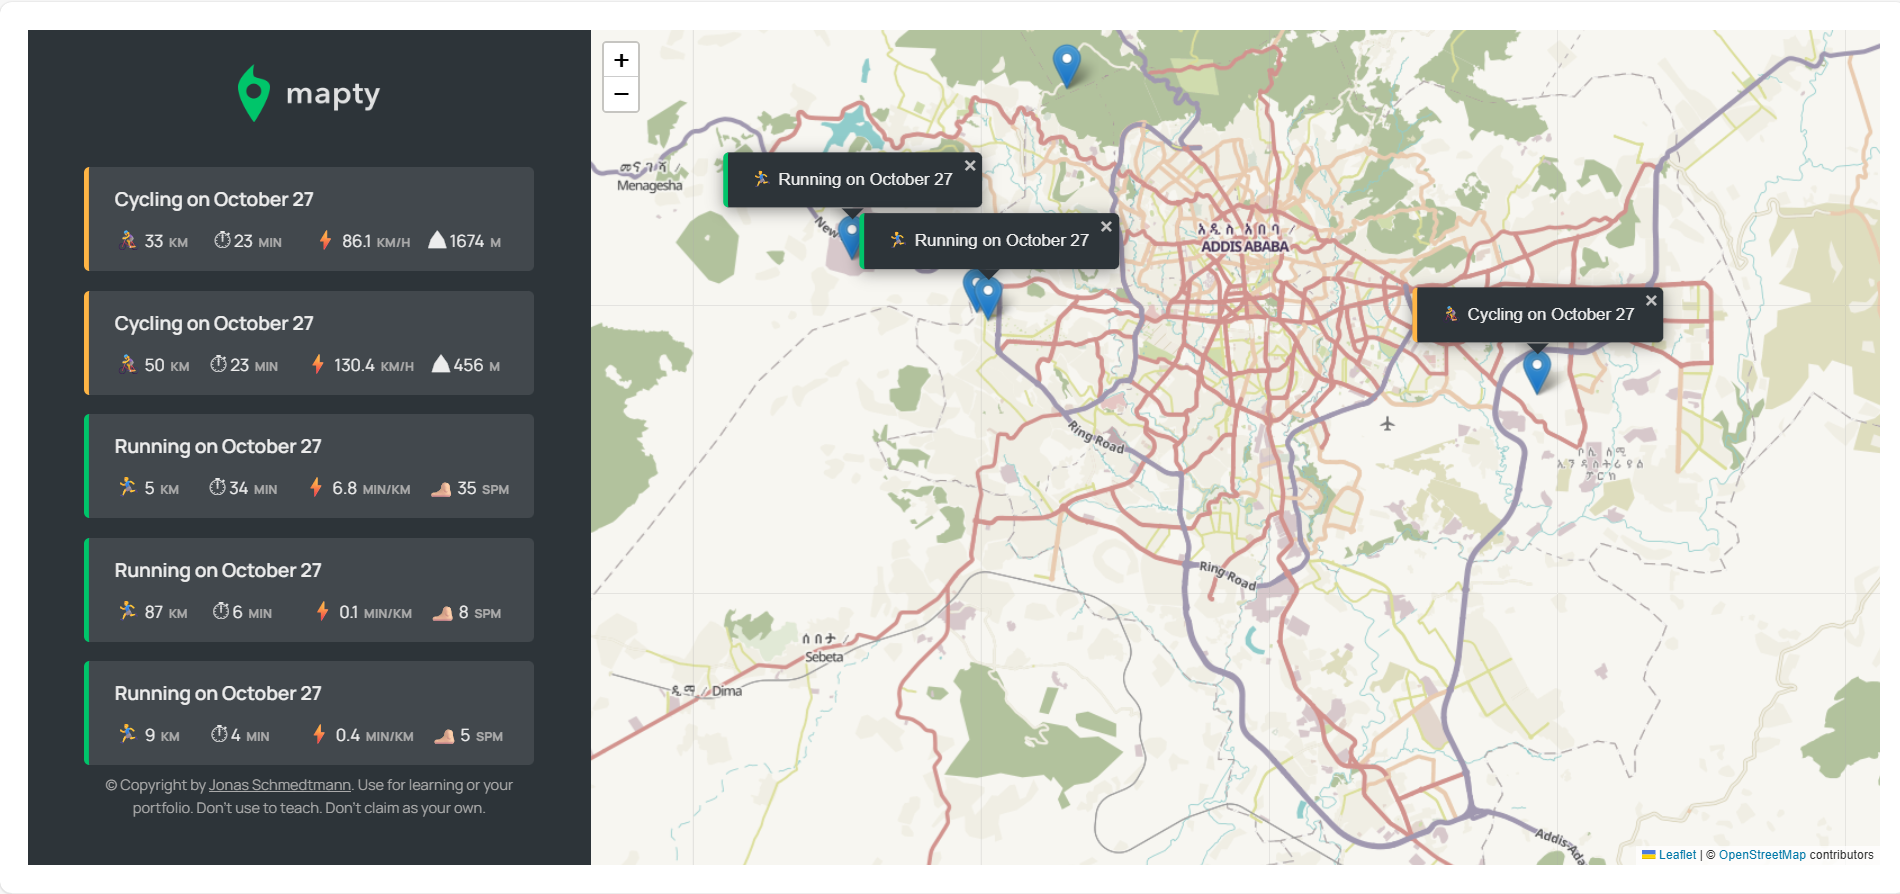 mapty
Cycling on October 27
33 KM 23 MIN 86.1 KM/H 1674 M
Cycling on October 27
50 KM 23 MIN 130.4 KM/H 456 M
Running on October 27
5 KM 34 MIN 6.8 MIN/KM 35 SPM
Running on October 27
87 KM 6 MIN 0.1 MIN/KM 8 SPM
Running on October 27
9 KM 4 MIN 0.4 MIN/KM 5 SPM
© Copyright by Jonas Schmedtmann. Use for learning or your
portfolio. Don't use to teach. Don't claim as your own.
+
−
መናገሻ /
Menagesha
× 
Running on October 27
New
×
Running on October 27
አዲስ አበባ /
ADDIS ABABA
×
Cycling on October 27
Ring Road
ቦሌ ለሚ
ኢንዱስትሪያል
ፓርክ
Ring Road
ሰበታ /
Sebeta
ዲማ / Dima
Addis-Ada
Leaflet | © OpenStreetMap contributors